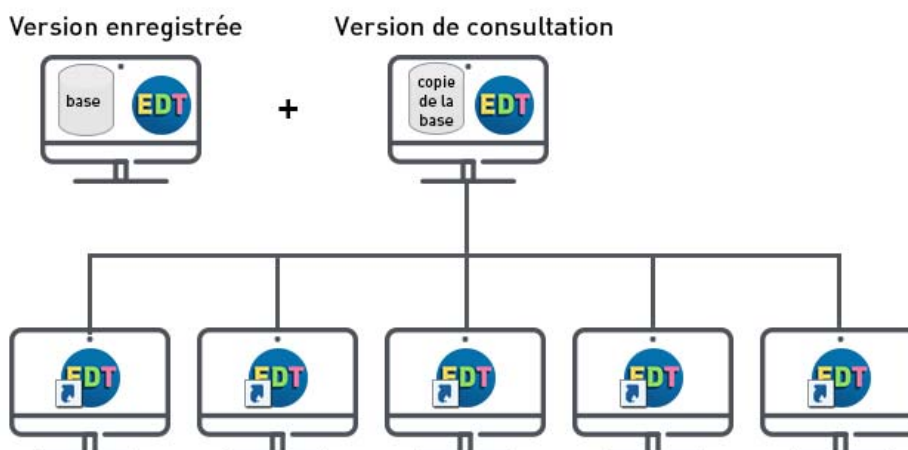 Version enregistrée
Version de consultation
base
EDT
+
copie
de la
base
EDT
EDT
EDT
EDT
EDT
EDT